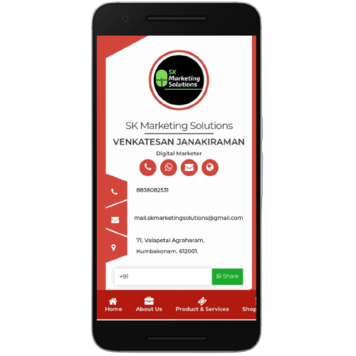 SK
Marketing
Solutions
SK Marketing Solutions
VENKATESAN JANAKIRAMAN
Digital Marketer
8838082531
mail.skmarketingsolutions@gmail.com
71, Valapetai Agraharam,
Kumbakonam. 612001.
+91
Share
Home
About Us
Product & Services
Shop